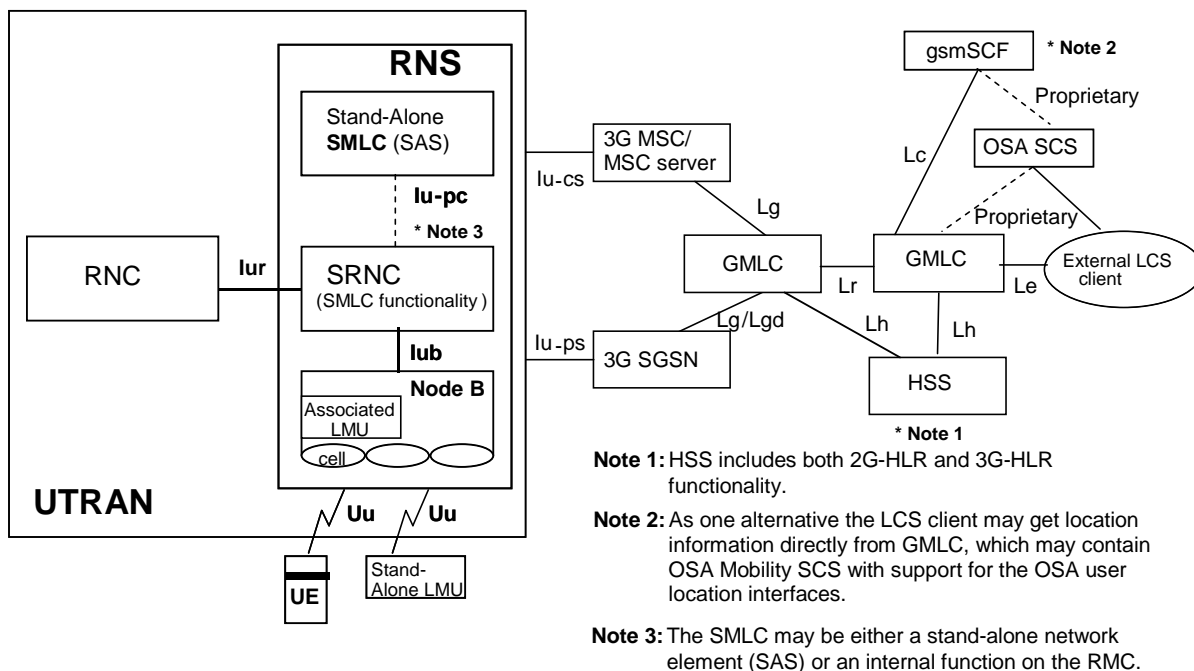 RNS
gsmSCF
* Note 2
Stand-Alone
SMLC (SAS)
Proprietary
3G MSC/
MSC server
Lc
OSA SCS
Iu-cs
Iu-pc
Lg
Proprietary
* Note 3
RNC
Iur
SRNC
(SMLC functionality)
GMLC
Lr
GMLC
Le
External LCS
client
Lg/Lgd
Lh
Lh
Iub
Iu-ps
3G SGSN
HSS
Node B
Associated
LMU
cell
* Note 1
UTRAN
Uu
Uu
UE
Stand-
Alone LMU
Note 1: HSS includes both 2G-HLR and 3G-HLR
functionality.
Note 2: As one alternative the LCS client may get location
information directly from GMLC, which may contain
OSA Mobility SCS with support for the OSA user
location interfaces.
Note 3: The SMLC may be either a stand-alone network
element (SAS) or an internal function on the RMC.